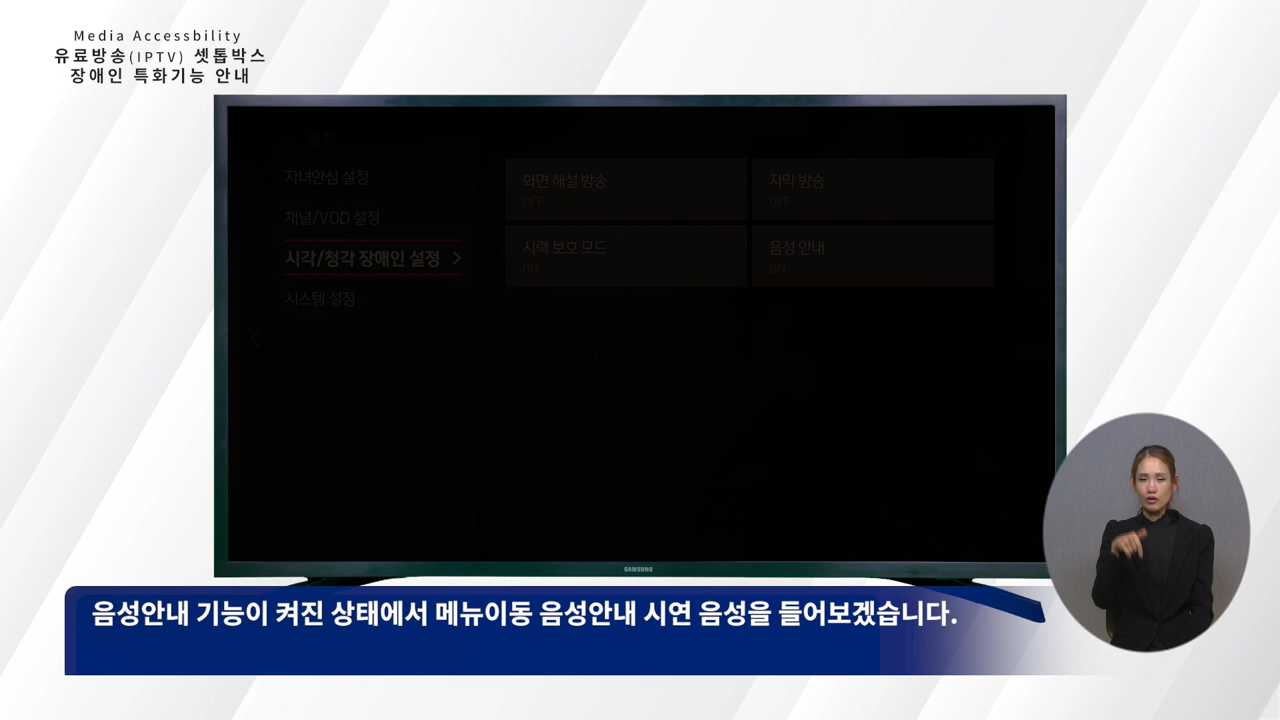 Media Accessbility
유료방송(IPTV) 셋톱박스
장애인 특화기능 안내
자녀안심 설정
채널/VOD 설정
시각/청각 장애인 설정
시스템 설정
화면 해설 방송
OFF
자막 방송
OFF
시력 보호 모드
ON
음성 안내
ON
SAMSUNG
음성안내 기능이 켜진 상태에서 메뉴이동 음성안내 시연 음성을 들어보겠습니다.